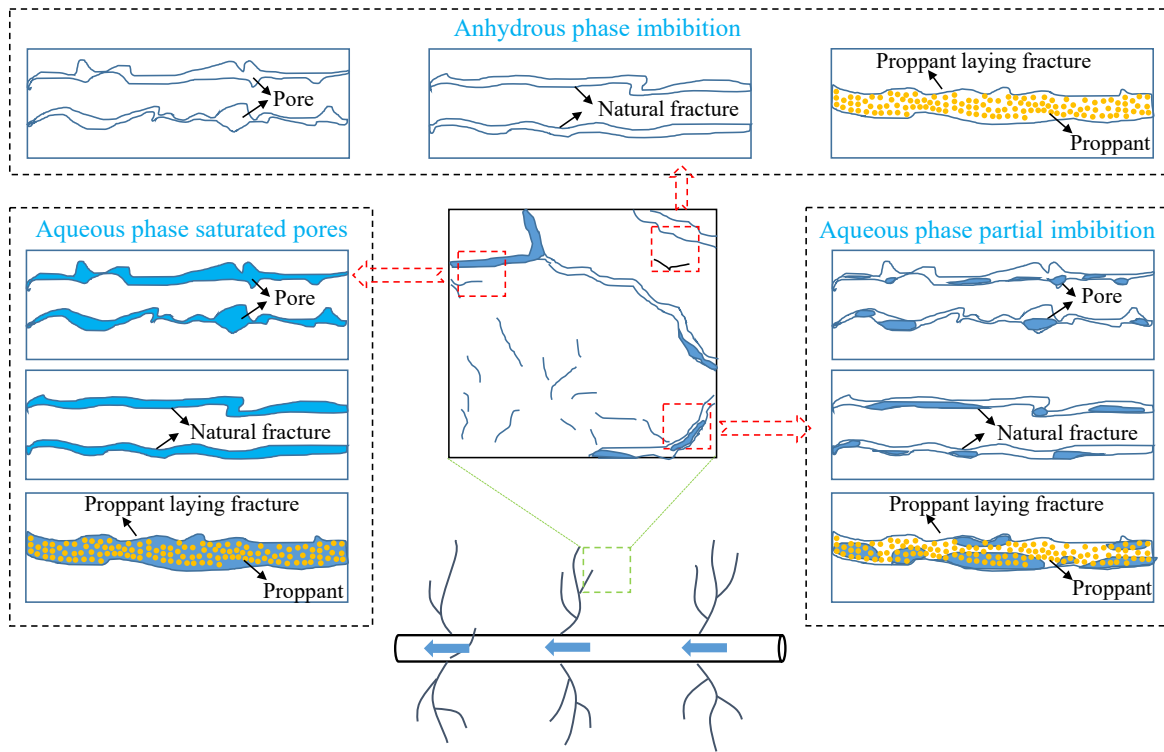 Anhydrous phase imbibition
Pore
Natural fracture
Proppant laying fracture
Proppant
Aqueous phase saturated pores
Pore
Natural fracture
Proppant laying fracture
Proppant
Aqueous phase partial imbibition
Pore
Natural fracture
Proppant laying fracture
Proppant